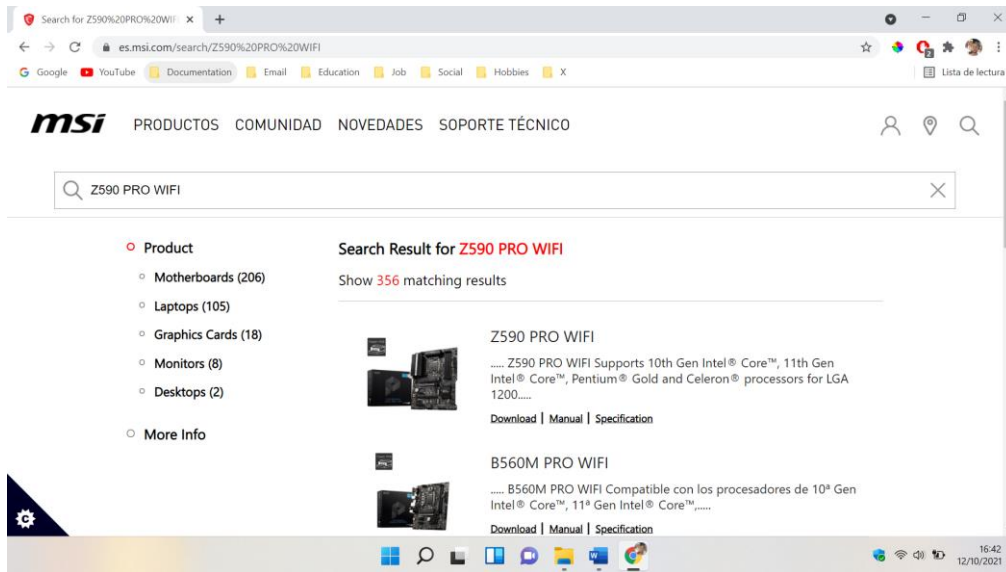 Search for Z590%20PRO%20WIFI
es.msi.com/search/Z590%20PRO%20WIFI
Google YouTube Documentation Email Education Job Social Hobbies X Lista de lectura
msi PRODUCTOS COMUNIDAD NOVEDADES SOPORTE TÉCNICO
Z590 PRO WIFI
Product
Motherboards (206)
Laptops (105)
Graphics Cards (18)
Monitors (8)
Desktops (2)
More Info
Search Result for Z590 PRO WIFI
Show 356 matching results
Z590 PRO WIFI
..... Z590 PRO WIFI Supports 10th Gen Intel® Core™, 11th Gen
Intel® Core™, Pentium® Gold and Celeron® processors for LGA
1200.....
Download | Manual | Specification
B560M PRO WIFI
..... B560M PRO WIFI Compatible con los procesadores de 10ª Gen
Intel® Core™, 11ª Gen Intel® Core™,.....
Download | Manual | Specification
16:42
12/10/2021